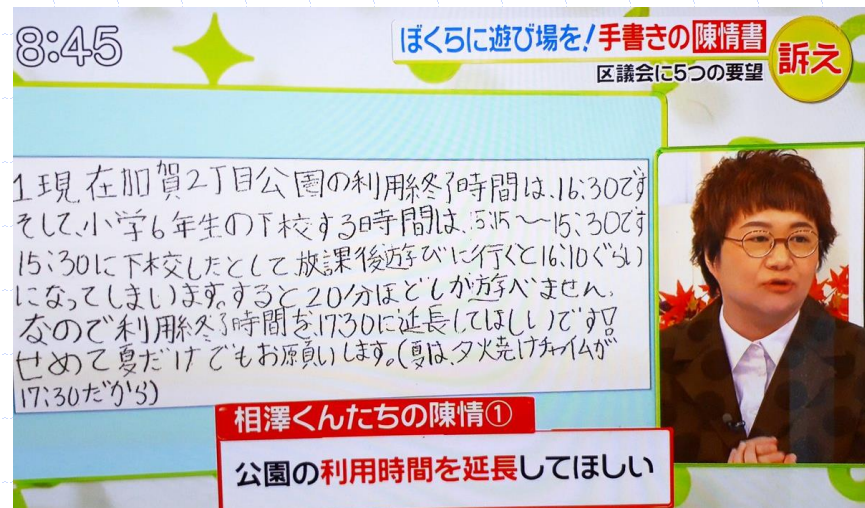 8:45
ぼくらに遊び場を!手書きの陳情書
区議会に5つの要望
訴え
1現在加賀2丁目公園の利用終了時間は、16:30です
そして、小学6年生の下校する時間は、15:15〜15:30です
15:30に下校したとして放課後遊びに行くと16:10ぐらい
になってしまいます。すると20分ほどしか遊べません。
なので利用終了時間を17:30に延長してほしいです!
せめて夏だけでもお願いします。(夏は、夕火焼けチャイムが
17:30だから)
相澤くんたちの陳情①
公園の利用時間を延長してほしい